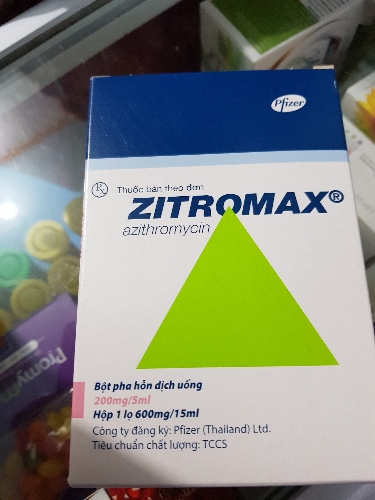 Pfizer
Rx Thuốc bán theo đơn
ZITROMAX®
azithromycin
Bột pha hỗn dịch uống
200mg/5ml
Hộp 1 lọ 600mg/15ml
Công ty đăng ký: Pfizer (Thailand) Ltd.
Tiêu chuẩn chất lượng: TCCS